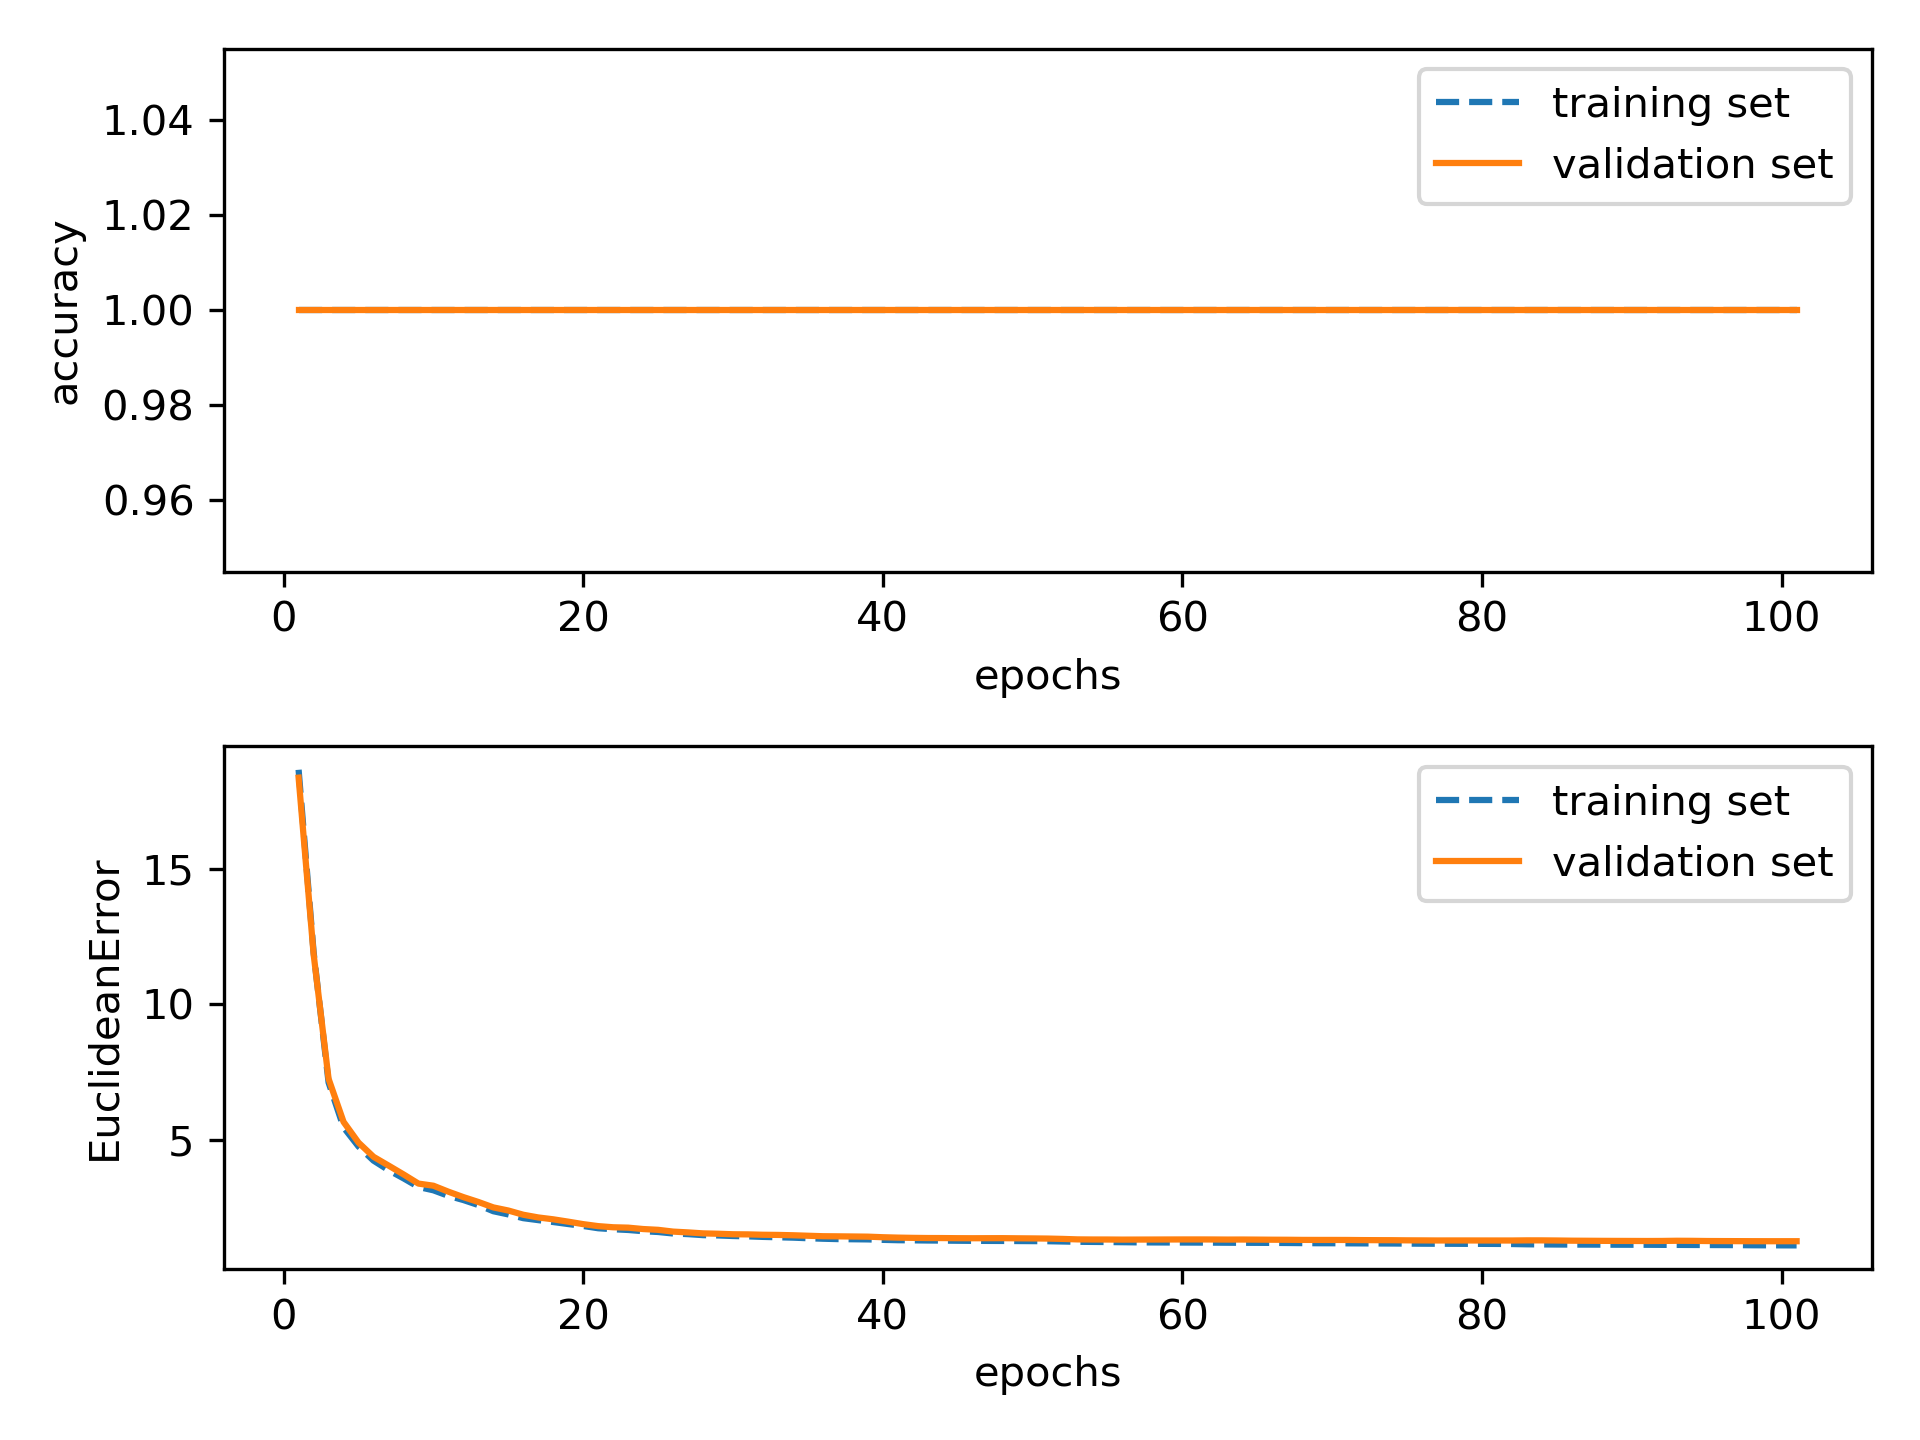 1.04
1.02
1.00
0.98
0.96
accuracy
training set
validation set
0 20 40 60 80 100
epochs
15
10
5
EuclideanError
training set
validation set
0 20 40 60 80 100
epochs